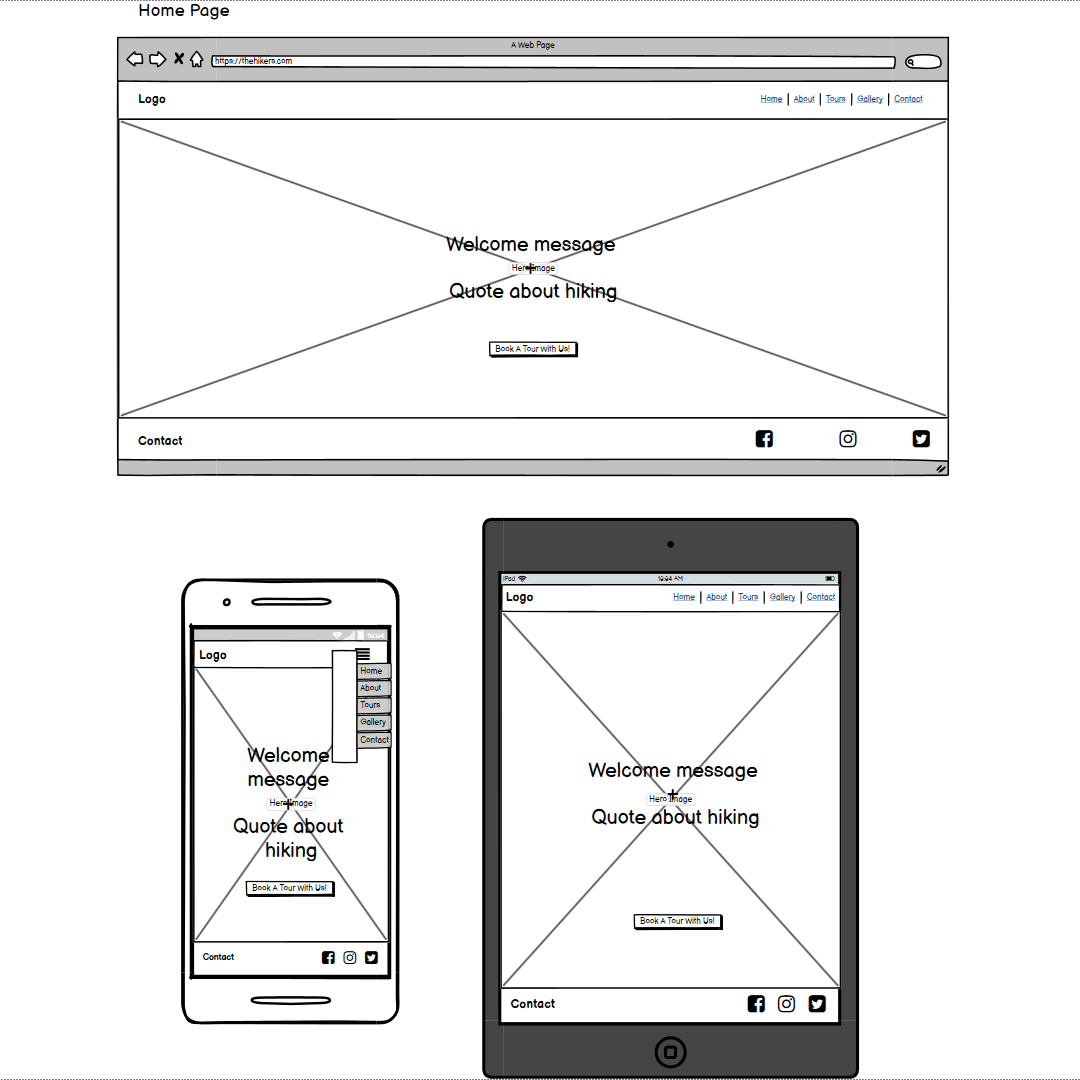 Home Page
A Web Page
https://thehikers.com
Logo
Home | About | Tours | Gallery | Contact
Welcome message
Hero Image
Quote about hiking
Book A Tour With Us!
Contact
10:04
Logo
Home
About
Tours
Gallery
Contact
Welcome
message
Hero Image
Quote about
hiking
Book A Tour With Us!
Contact
iPad 10:04 AM
Logo
Home | About | Tours | Gallery | Contact
Welcome message
Hero Image
Quote about hiking
Book A Tour With Us!
Contact